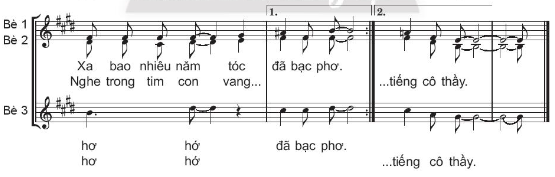 1. 2.
Bè 1
Bè 2
Xa bao nhiêu năm tóc đã bạc phơ.
Nghe trong tim con vang... ...tiếng cô thầy.
Bè 3
hơ hớ đã bạc phơ.
hơ hớ ...tiếng cô thầy.